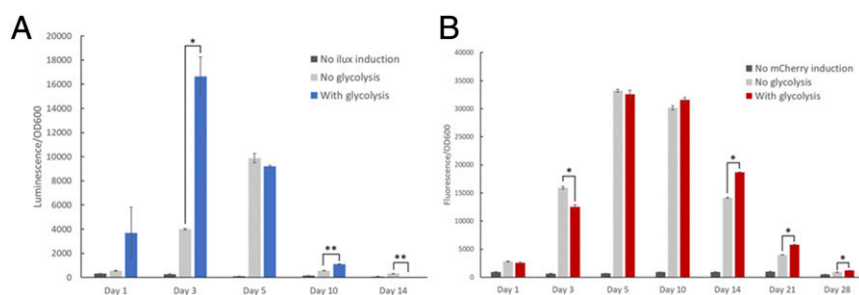 A
Luminescence/OD600
20000
18000
16000
14000
12000
10000
8000
6000
4000
2000
0
*
**
**
No ilux induction
No glycolysis
With glycolysis
Day 1 Day 3 Day 5 Day 10 Day 14
B
Fluorescence/OD600
40000
35000
30000
25000
20000
15000
10000
5000
0
*
*
*
*
No mCherry induction
No glycolysis
With glycolysis
Day 1 Day 3 Day 5 Day 10 Day 14 Day 21 Day 28